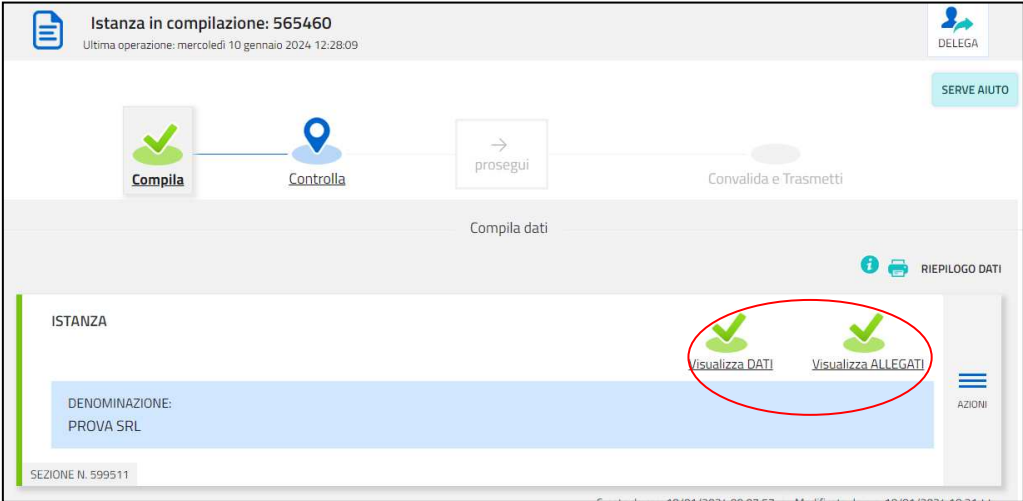 Istanza in compilazione: 565460
Ultima operazione: mercoledì 10 gennaio 2024 12:28:09
DELEGA
SERVE AIUTO
Compila
Controlla
→
prosegui
Convalida e Trasmetti
Compila dati
i
RIEPILOGO DATI
ISTANZA
Visualizza DATI
Visualizza ALLEGATI
DENOMINAZIONE:
PROVA SRL
AZIONI
SEZIONE N. 599511